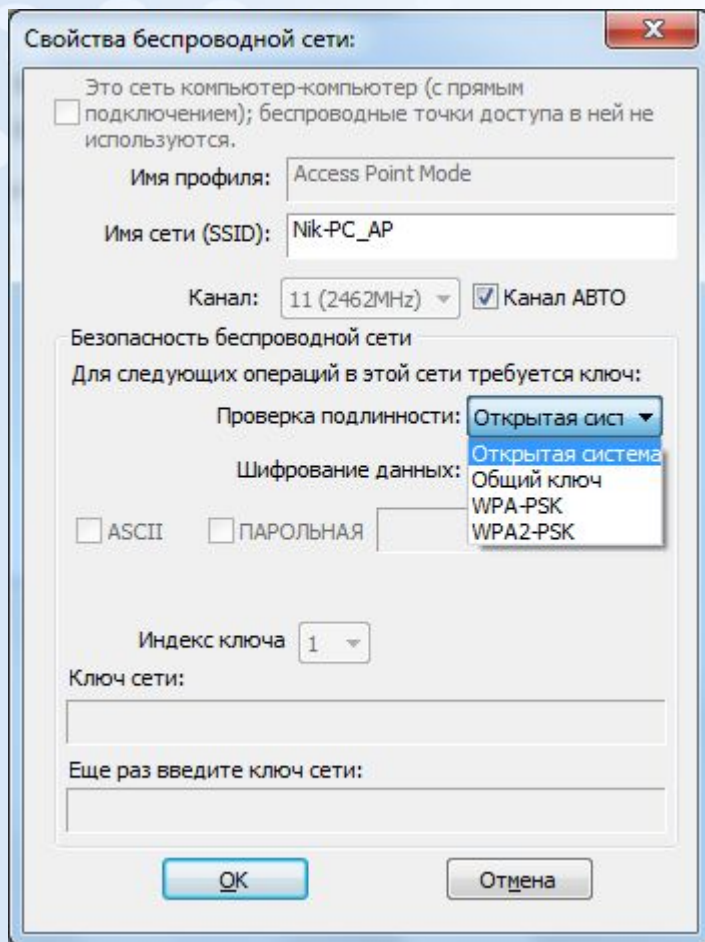 Свойства беспроводной сети:
Это сеть компьютер-компьютер (с прямым
подключением); беспроводные точки доступа в ней не
используются.
Имя профиля: Access Point Mode
Имя сети (SSID): Nik-PC_AP
Канал: 11 (2462MHz) Канал АВТО
Безопасность беспроводной сети
Для следующих операций в этой сети требуется ключ:
Проверка подлинности: Открытая сист
Открытая система
Шифрование данных: Общий ключ
WPA-PSK
ASCII ПАРОЛЬНАЯ WPA2-PSK
Индекс ключа 1
Ключ сети:
Еще раз введите ключ сети:
OK Отмена